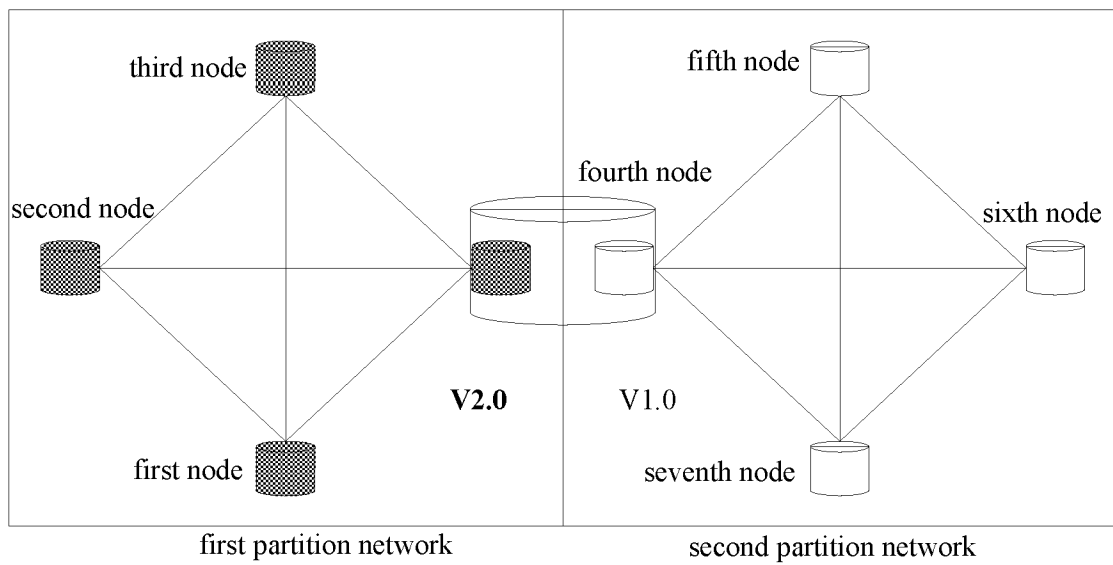 third node
fifth node
fourth node
second node
sixth node
V2.0
V1.0
first node
seventh node
first partition network
second partition network